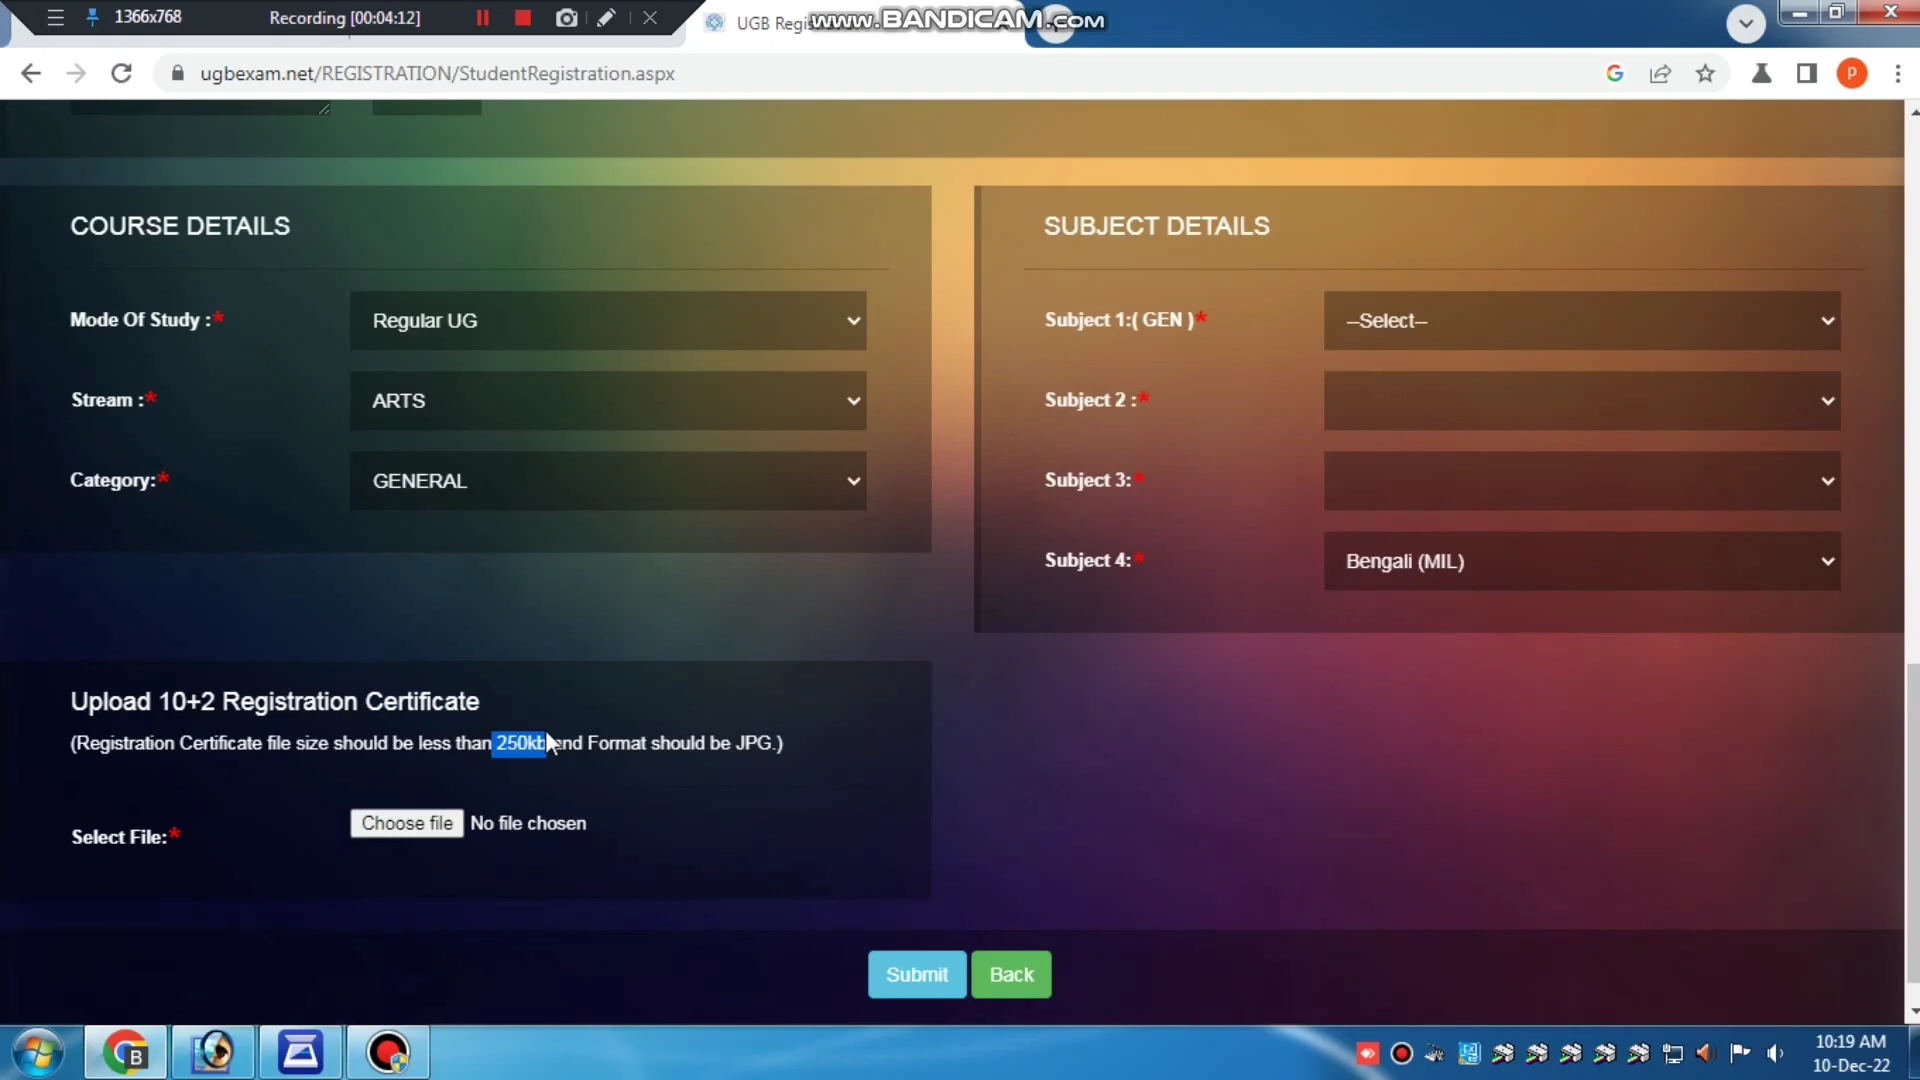 1366x768
Recording [00:04:12]
UGB Regis
www.BANDICAM.COM
ugbexam.net/REGISTRATION/StudentRegistration.aspx
P
COURSE DETAILS
Mode Of Study :*
Regular UG
Stream :*
ARTS
Category:*
GENERAL
SUBJECT DETAILS
Subject 1:( GEN )*
--Select--
Subject 2 :*
Subject 3:*
Subject 4:*
Bengali (MIL)
Upload 10+2 Registration Certificate
(Registration Certificate file size should be less than 250kb and Format should be JPG.)
Select File:*
Choose file No file chosen
Submit
Back
B
10:19 AM
10-Dec-22